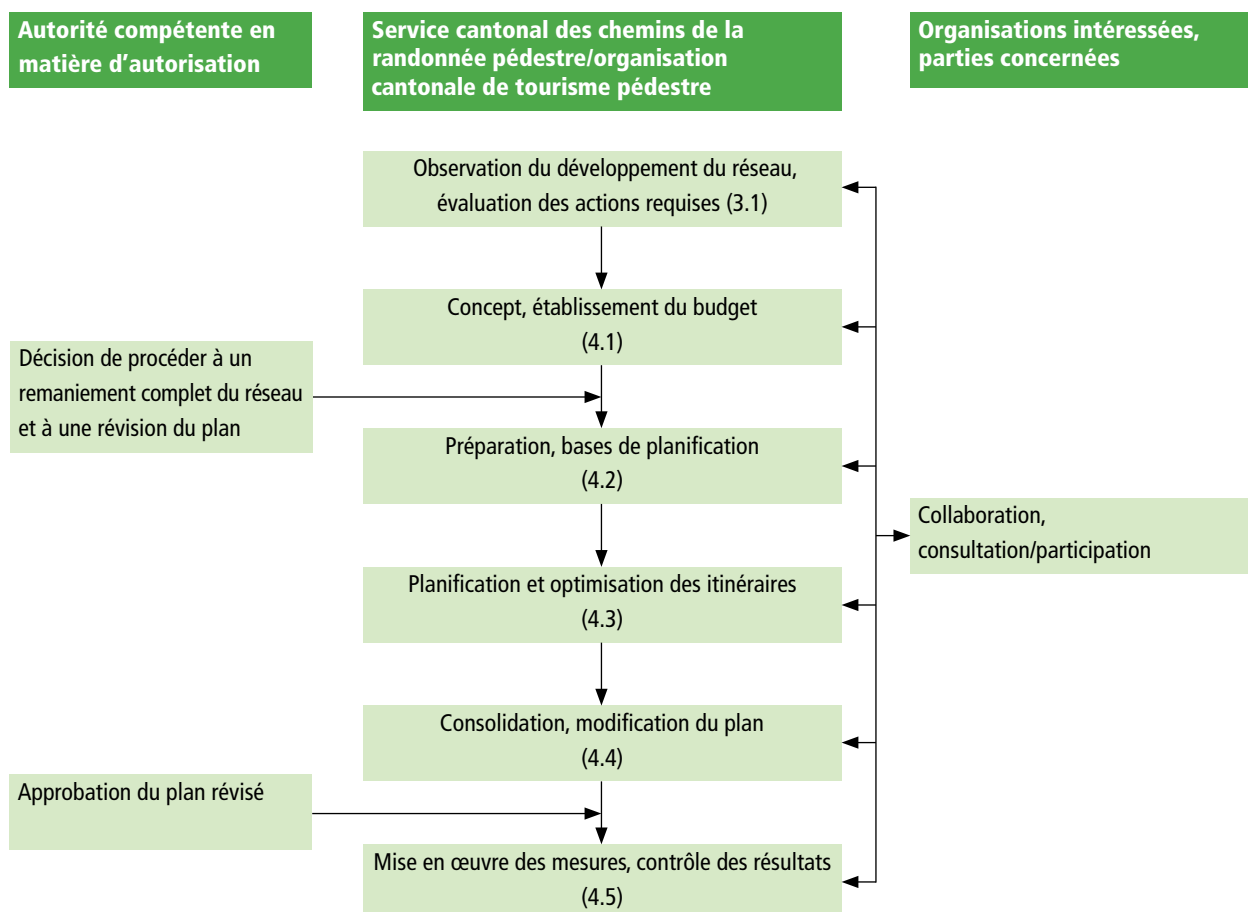 Autorité compétente en
matière d'autorisation
Service cantonal des chemins de la
randonnée pédestre/organisation
cantonale de tourisme pédestre
Organisations intéressées,
parties concernées
Observation du développement du réseau,
évaluation des actions requises (3.1)
Concept, établissement du budget
(4.1)
Décision de procéder à un
remaniement complet du réseau
et à une révision du plan
Préparation, bases de planification
(4.2)
Collaboration,
consultation/participation
Planification et optimisation des itinéraires
(4.3)
Consolidation, modification du plan
(4.4)
Approbation du plan révisé
Mise en œuvre des mesures, contrôle des résultats
(4.5)